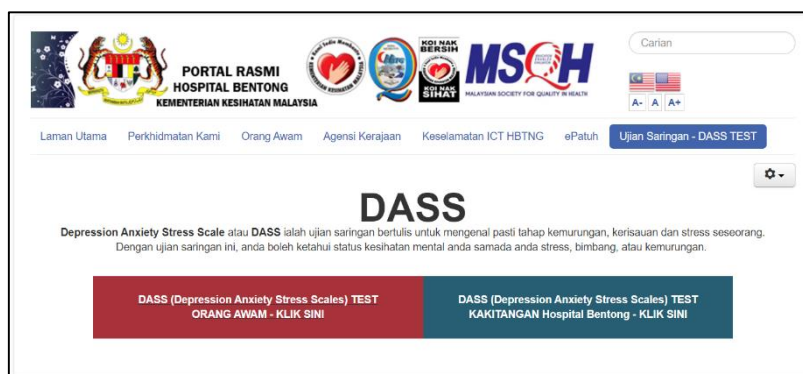 PORTAL RASMI
HOSPITAL BENTONG
KEMENTERIAN KESIHATAN MALAYSIA
KOI NAK
BERSIH
KOI NAK
SIHAT
MSQH
MALAYSIAN SOCIETY FOR QUALITY IN HEALTH
Carian
A- A A+
Laman Utama Perkhidmatan Kami Orang Awam Agensi Kerajaan Keselamatan ICT HBTNG ePatuh Ujian Saringan - DASS TEST
DASS
Depression Anxiety Stress Scale atau DASS ialah ujian saringan bertulis untuk mengenal pasti tahap kemurungan, kerisauan dan stress seseorang.
Dengan ujian saringan ini, anda boleh ketahui status kesihatan mental anda samada anda stress, bimbang, atau kemurungan.
DASS (Depression Anxiety Stress Scales) TEST
ORANG AWAM - KLIK SINI
DASS (Depression Anxiety Stress Scales) TEST
KAKITANGAN Hospital Bentong - KLIK SINI